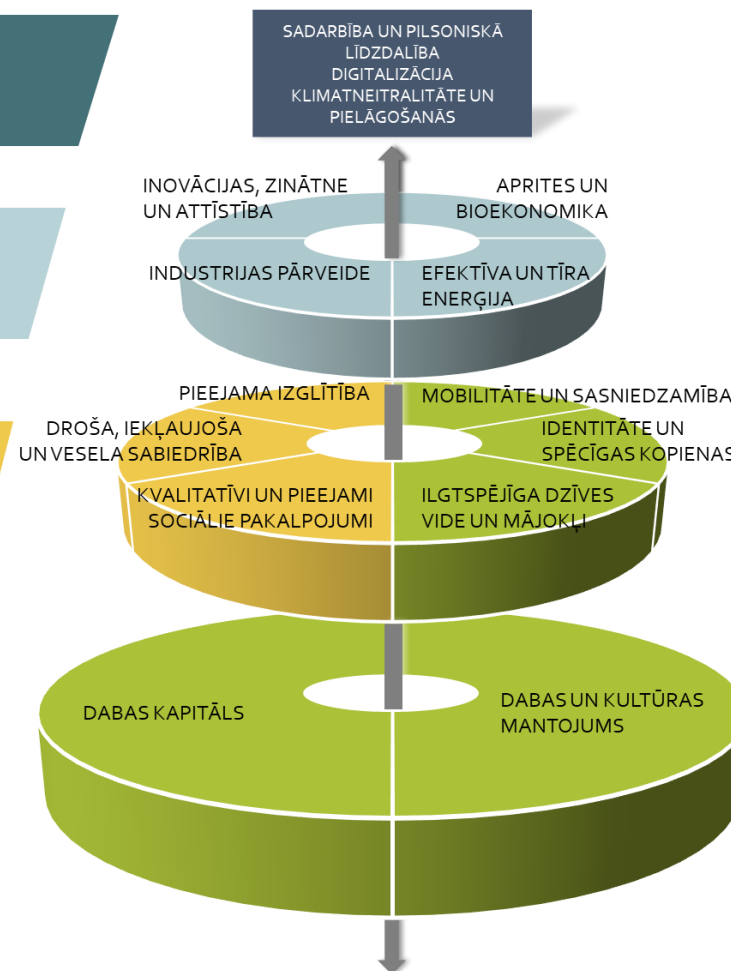 SADARBĪBA UN PILSONISKĀ
LĪDZDALĪBA
DIGITALIZĀCIJA
KLIMATNEITRALITĀTE UN
PIELĀGOŠANĀS
INOVĀCIJAS, ZINĀTNE
UN ATTĪSTĪBA
APRITES UN
BIOEKONOMIKA
INDUSTRIJAS PĀRVEIDE
EFEKTĪVA UN TĪRA
ENERĢIJA
PIEEJAMA IZGLĪTĪBA
MOBILITĀTE UN SASNIEDZAMĪBA
DROŠA, IEKĻAUJOŠA
UN VESELA SABIEDRĪBA
IDENTITĀTE UN
SPĒCĪGAS KOPIENAS
KVALITATĪVI UN PIEEJAMI
SOCIĀLIE PAKALPOJUMI
ILGTSPĒJĪGA DZĪVES
VIDE UN MĀJOKĻI
DABAS KAPITĀLS
DABAS UN KULTŪRAS
MANTOJUMS